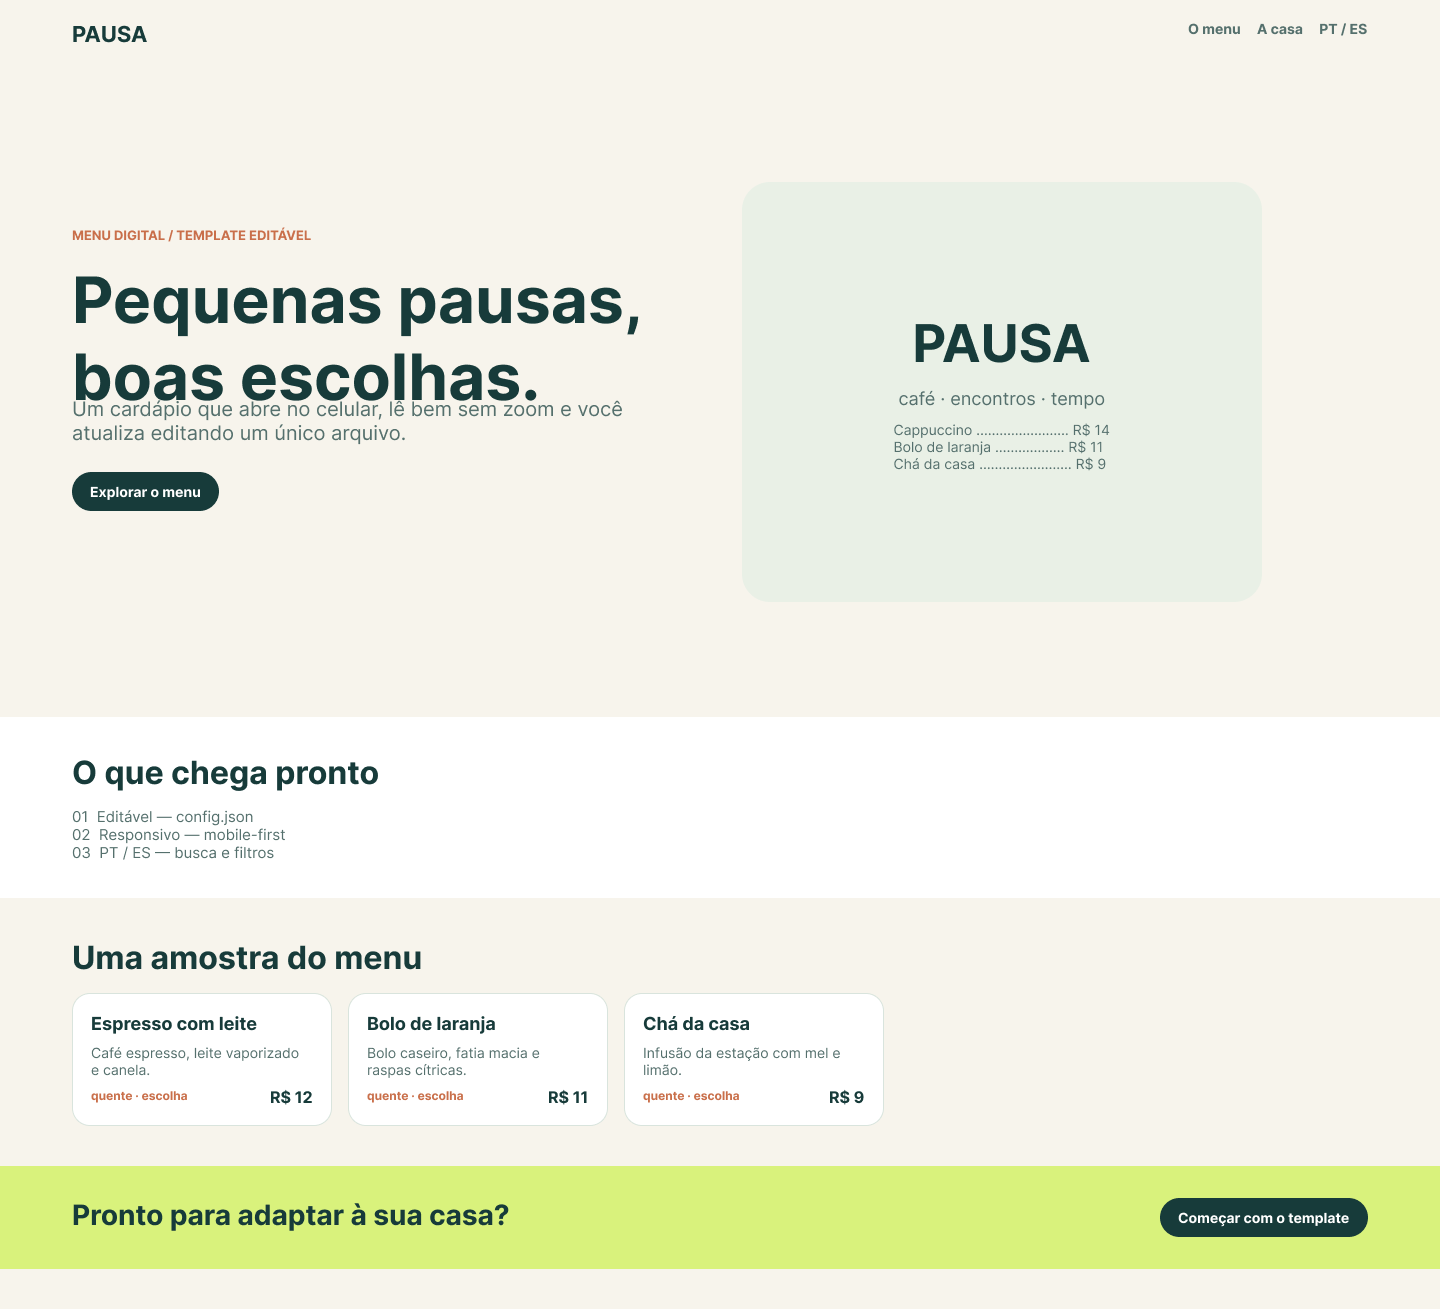 PAUSA
O menu A casa PT / ES
MENU DIGITAL / TEMPLATE EDITÁVEL
Pequenas pausas,
boas escolhas.
Um cardápio que abre no celular, lê bem sem zoom e você
atualiza editando um único arquivo.
Explorar o menu
PAUSA
café · encontros · tempo
Cappuccino ........................ R$ 14
Bolo de laranja .................. R$ 11
Chá da casa ........................ R$ 9
O que chega pronto
01 Editável — config.json
02 Responsivo — mobile-first
03 PT / ES — busca e filtros
Uma amostra do menu
Espresso com leite
Café espresso, leite vaporizado
e canela.
quente · escolha R$ 12
Bolo de laranja
Bolo caseiro, fatia macia e
raspas cítricas.
quente · escolha R$ 11
Chá da casa
Infusão da estação com mel e
limão.
quente · escolha R$ 9
Pronto para adaptar à sua casa?
Começar com o template